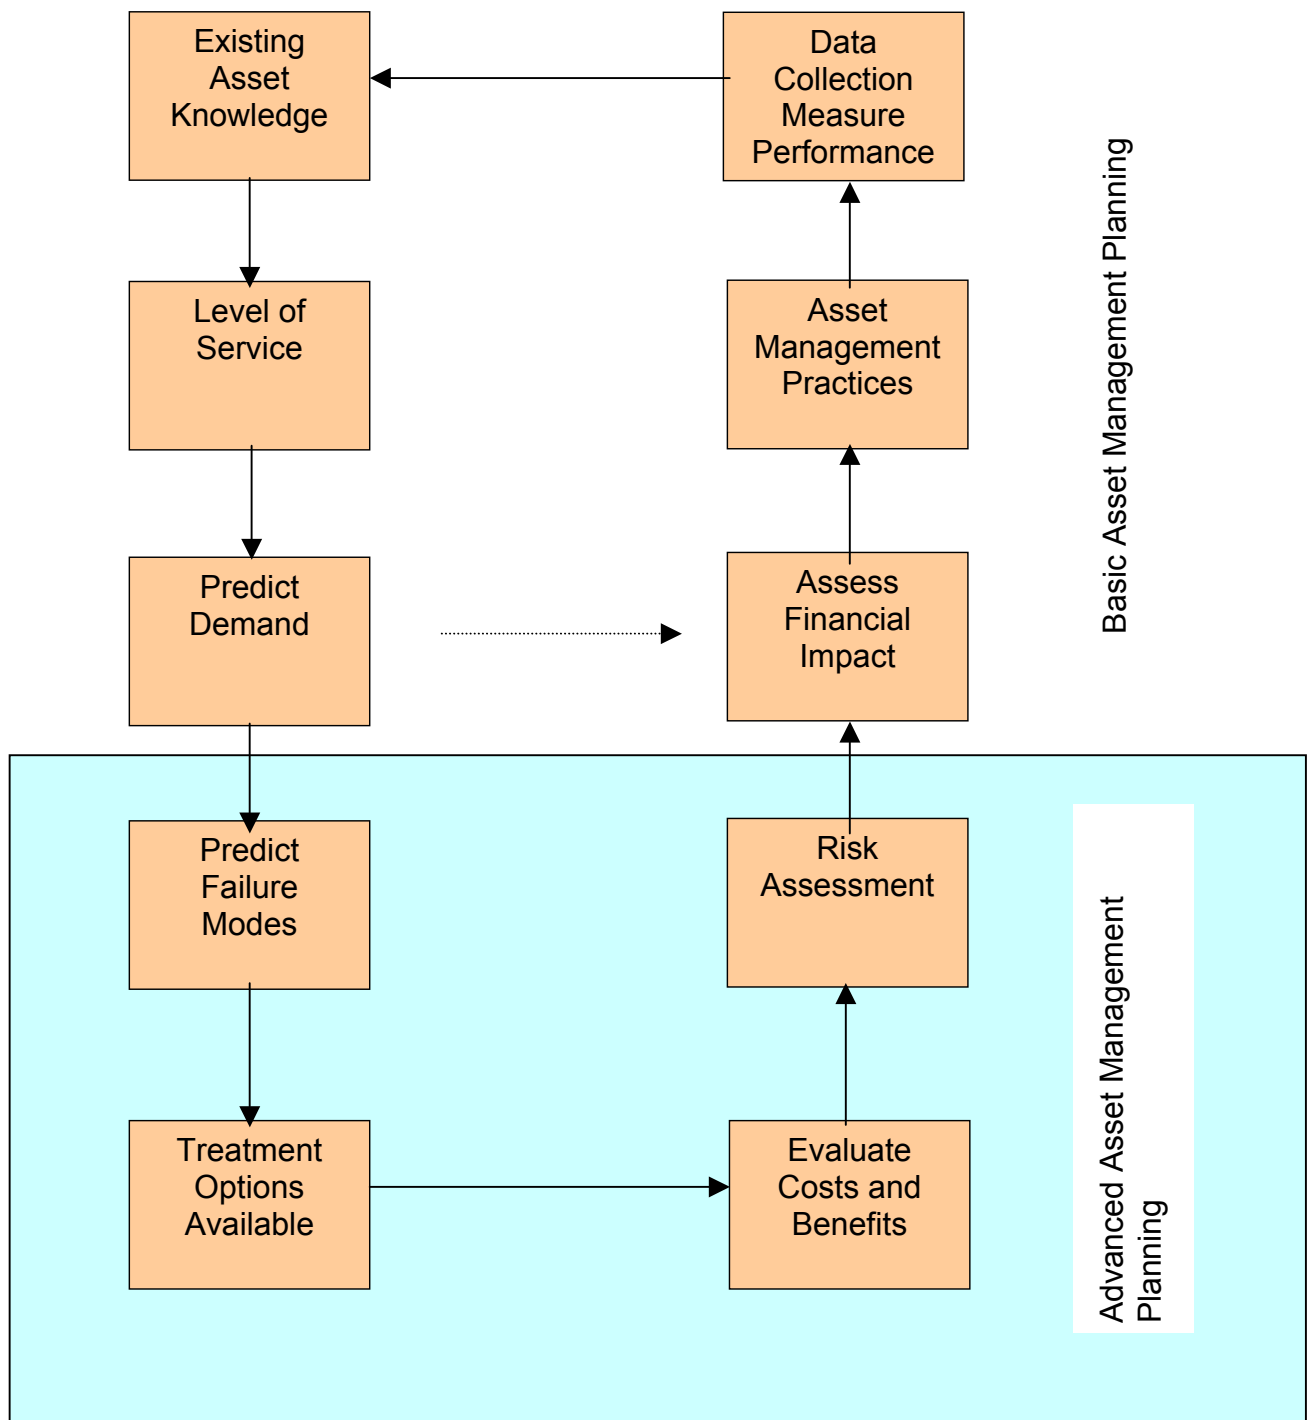 Existing
Asset
Knowledge
Data
Collection
Measure
Performance
Level of
Service
Asset
Management
Practices
Predict
Demand
Assess
Financial
Impact
Basic Asset Management Planning
Predict
Failure
Modes
Risk
Assessment
Treatment
Options
Available
Evaluate
Costs and
Benefits
Advanced Asset Management
Planning